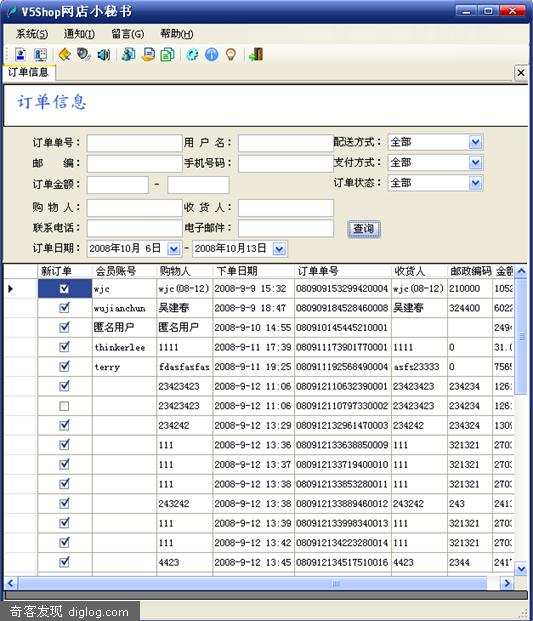 V5Shop网店小秘书
系统(S) 通知(I) 留言(G) 帮助(H)
订单信息
订单信息
订单单号： 用 户 名： 配送方式： 全部
邮 编： 手机号码： 支付方式： 全部
订单金额： - 订单状态： 全部
购 物 人： 收 货 人：
联系电话： 电子邮件： 查询
订单日期： 2008年10月 6日 - 2008年10月13日
新订单 会员账号 购物人 下单日期 订单单号 收货人 邮政编码 金额
wjc wjc(08-12) 2008-9-9 15:32 080909153299420004 wjc(08-12) 210000 1052
wujianchun 吴建春 2008-9-9 18:47 080909184528460008 吴建春 324400 602
匿名用户 匿名用户 2008-9-10 14:55 080910145445210001 249
thinkerlee 1111 2008-9-11 17:39 080911173901770001 1111 0 31.0
terry fdasfasfas 2008-9-11 19:25 080911192568490004 asfs23333 0 756
23423423 2008-9-12 11:06 080912110632390001 23423423 234234 126
23423423 2008-9-12 11:06 080912110797330002 23423423 234234 126
234242 2008-9-12 13:29 080912132961470003 234242 234324 130
111 2008-9-12 13:36 080912133638850009 111 321321 270
111 2008-9-12 13:37 080912133719400010 111 321321 270
111 2008-9-12 13:38 080912133853280011 111 321321 270
243242 2008-9-12 13:38 080912133889460012 243242 243 241
111 2008-9-12 13:39 080912133998340013 111 321321 270
111 2008-9-12 13:42 080912134223280014 111 321321 270
4423 2008-9-12 13:45 080912134517510016 4423 2344 241
奇客发现 diglog.com